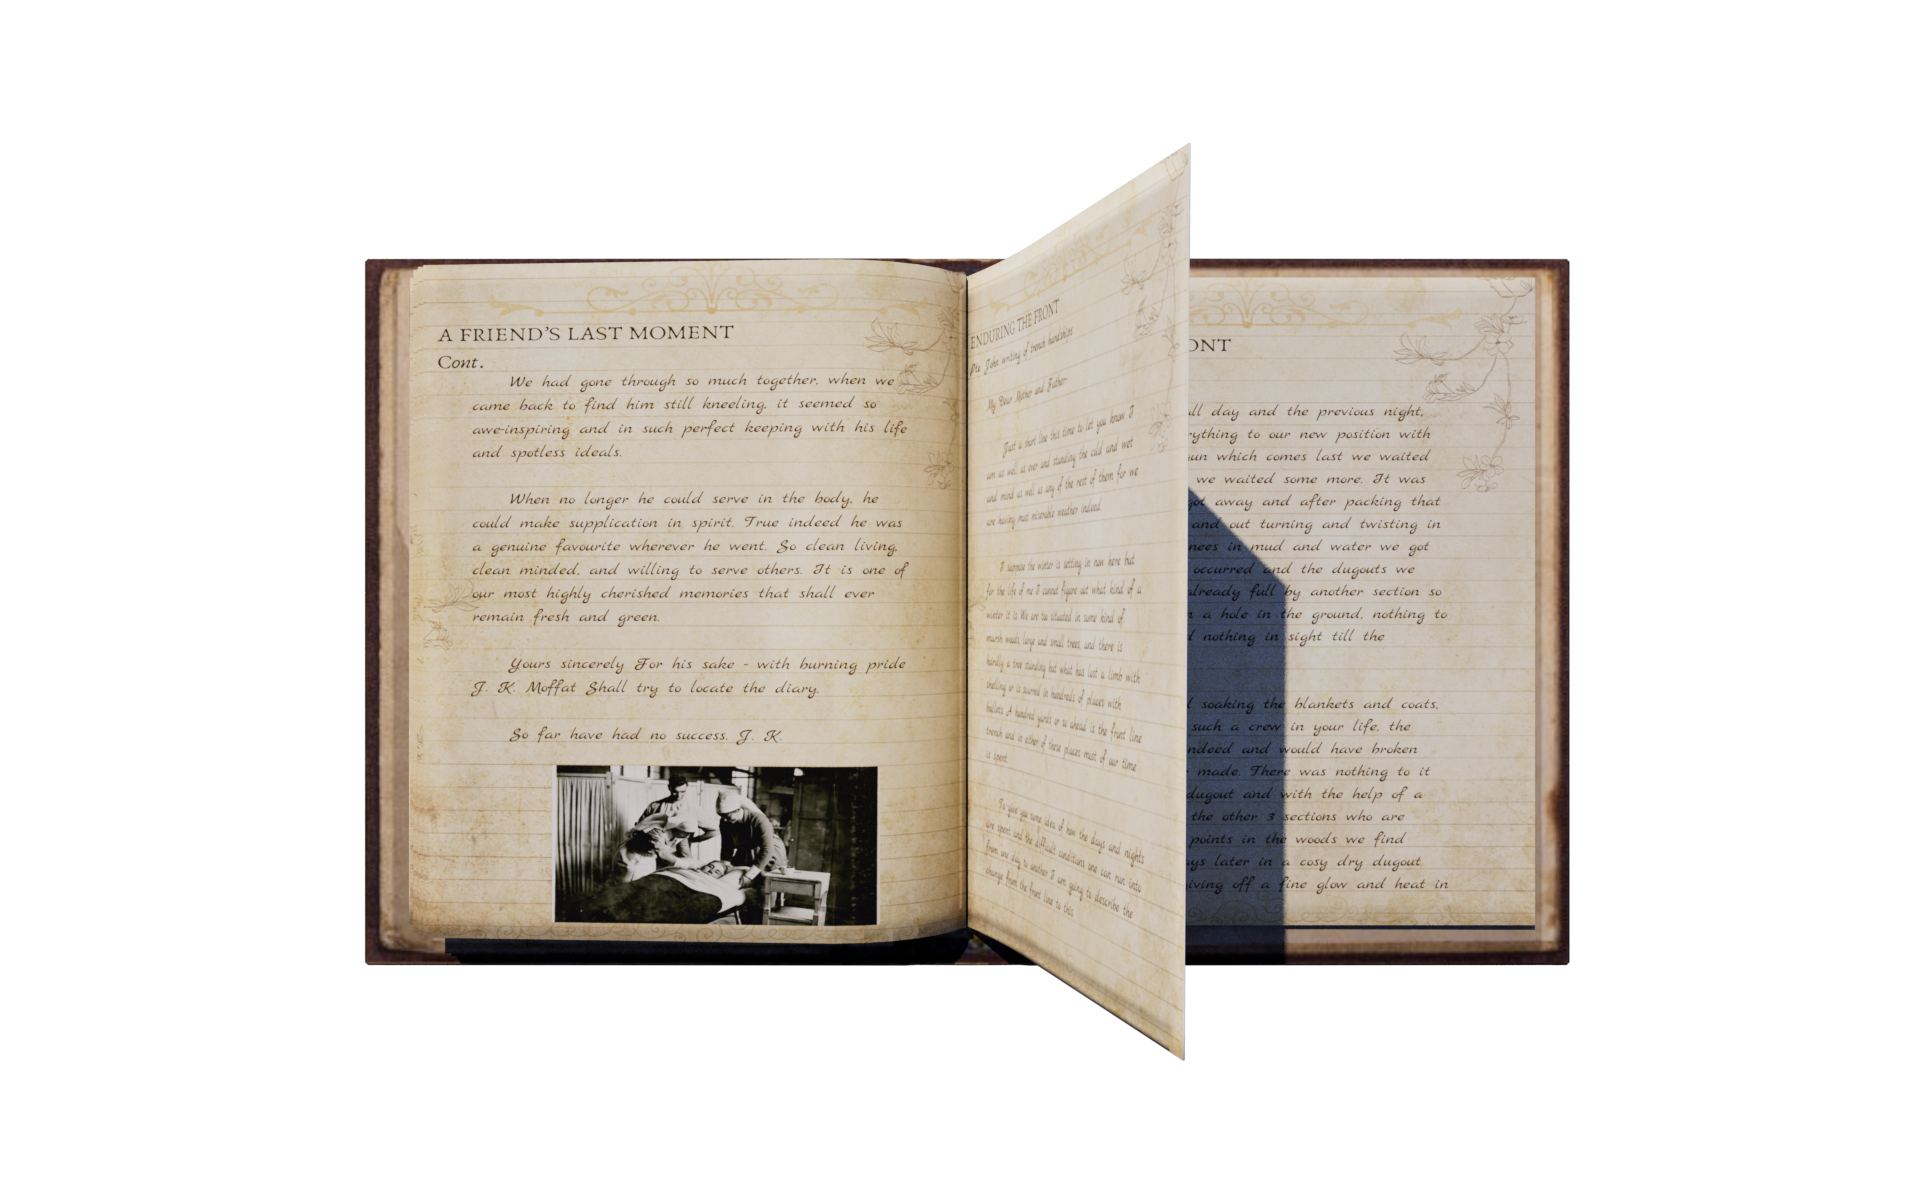 A FRIEND'S LAST MOMENT
Cont.
We had gone through so much together, when we
came back to find him still kneeling, it seemed so
awe-inspiring and in such perfect keeping with his life
and spotless ideals.
When no longer he could serve in the body, he
could make supplication in spirit. True indeed he was
a genuine favourite wherever he went. So clean living,
clean minded, and willing to serve others. It is one of
our most highly cherished memories that shall ever
remain fresh and green.
Yours sincerely For his sake - with burning pride
J. K. Moffat Shall try to locate the diary.
So far have had no success. J. K.
ENDURING THE FRONT
Pte. John writing of trench hardships
My Dear Mother and Father
Just a short line this time to let you know I
am as well as ever and standing the cold and wet
and mind as well as any of the rest of them for we
are having most miserable weather indeed.
I suppose the winter is setting in now here but
for the life of me I cannot figure out what kind of a
winter it is. We are situated in some kind of
marsh woods large and small trees and there is
hardly a tree standing but what has lost a limb with
shelling or is scarred in hundreds of places with
bullets. A hundred yards or so ahead is the front line
trench and in either of these places most of our time
is spent.
To give you some idea of how the days and nights
are spent and the difficult conditions one can run into
from one day to another I am going to describe the
change from the front line to this
ONT
all day and the previous night,
rything to our new position with
un which comes last we waited
we waited some more. It was
got away and after packing that
and out turning and twisting in
nees in mud and water we got
occurred and the dugouts we
already full by another section so
a hole in the ground, nothing to
nothing in sight till the
soaking the blankets and coats,
such a crew in your life, the
ndeed and would have broken
made. There was nothing to it
dugout and with the help of a
the other 3 sections who are
points in the woods we find
ays later in a cosy dry dugout
iving off a fine glow and heat in